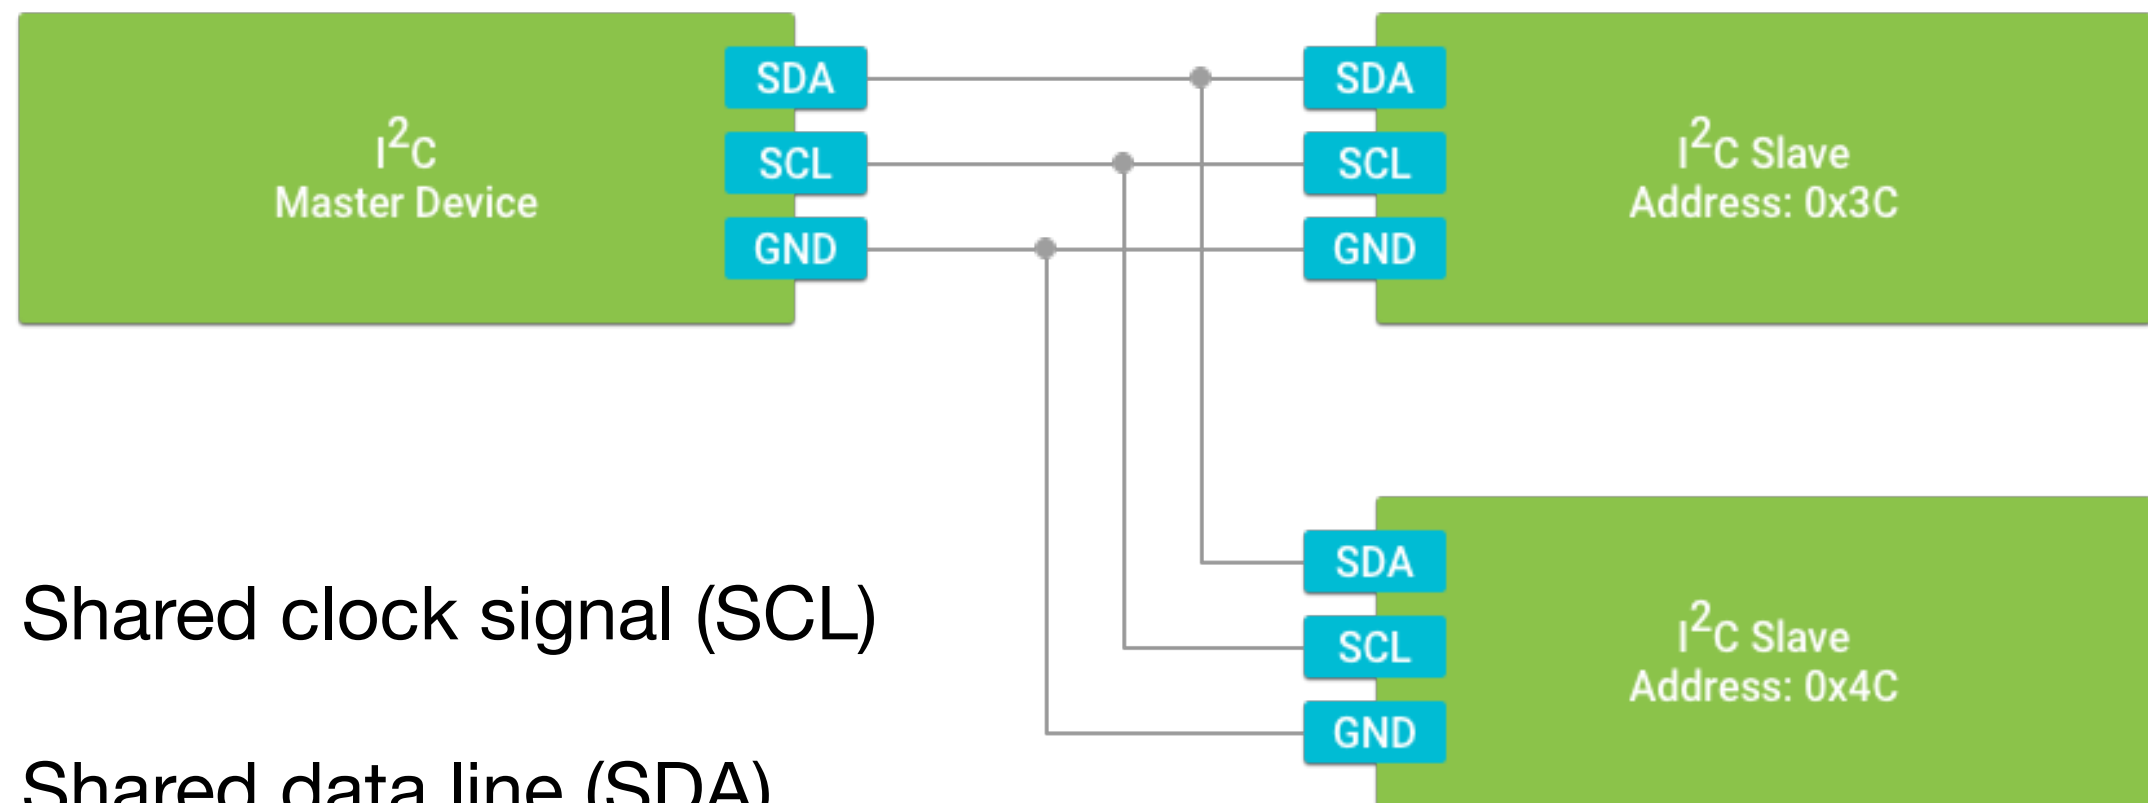 I²C
Master Device
SDA
SCL
GND
SDA
SCL
GND
I²C Slave
Address: 0x3C
SDA
SCL
GND
I²C Slave
Address: 0x4C
Shared clock signal (SCL)
Shared data line (SDA)